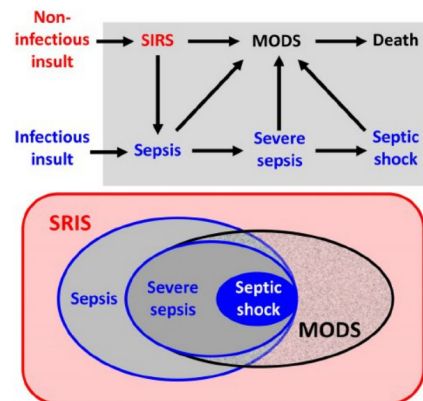 Non-
infectious
insult
SIRS
MODS
Death
Infectious
insult
Sepsis
Severe
sepsis
Septic
shock
SRIS
Sepsis
Severe
sepsis
Septic
shock
MODS